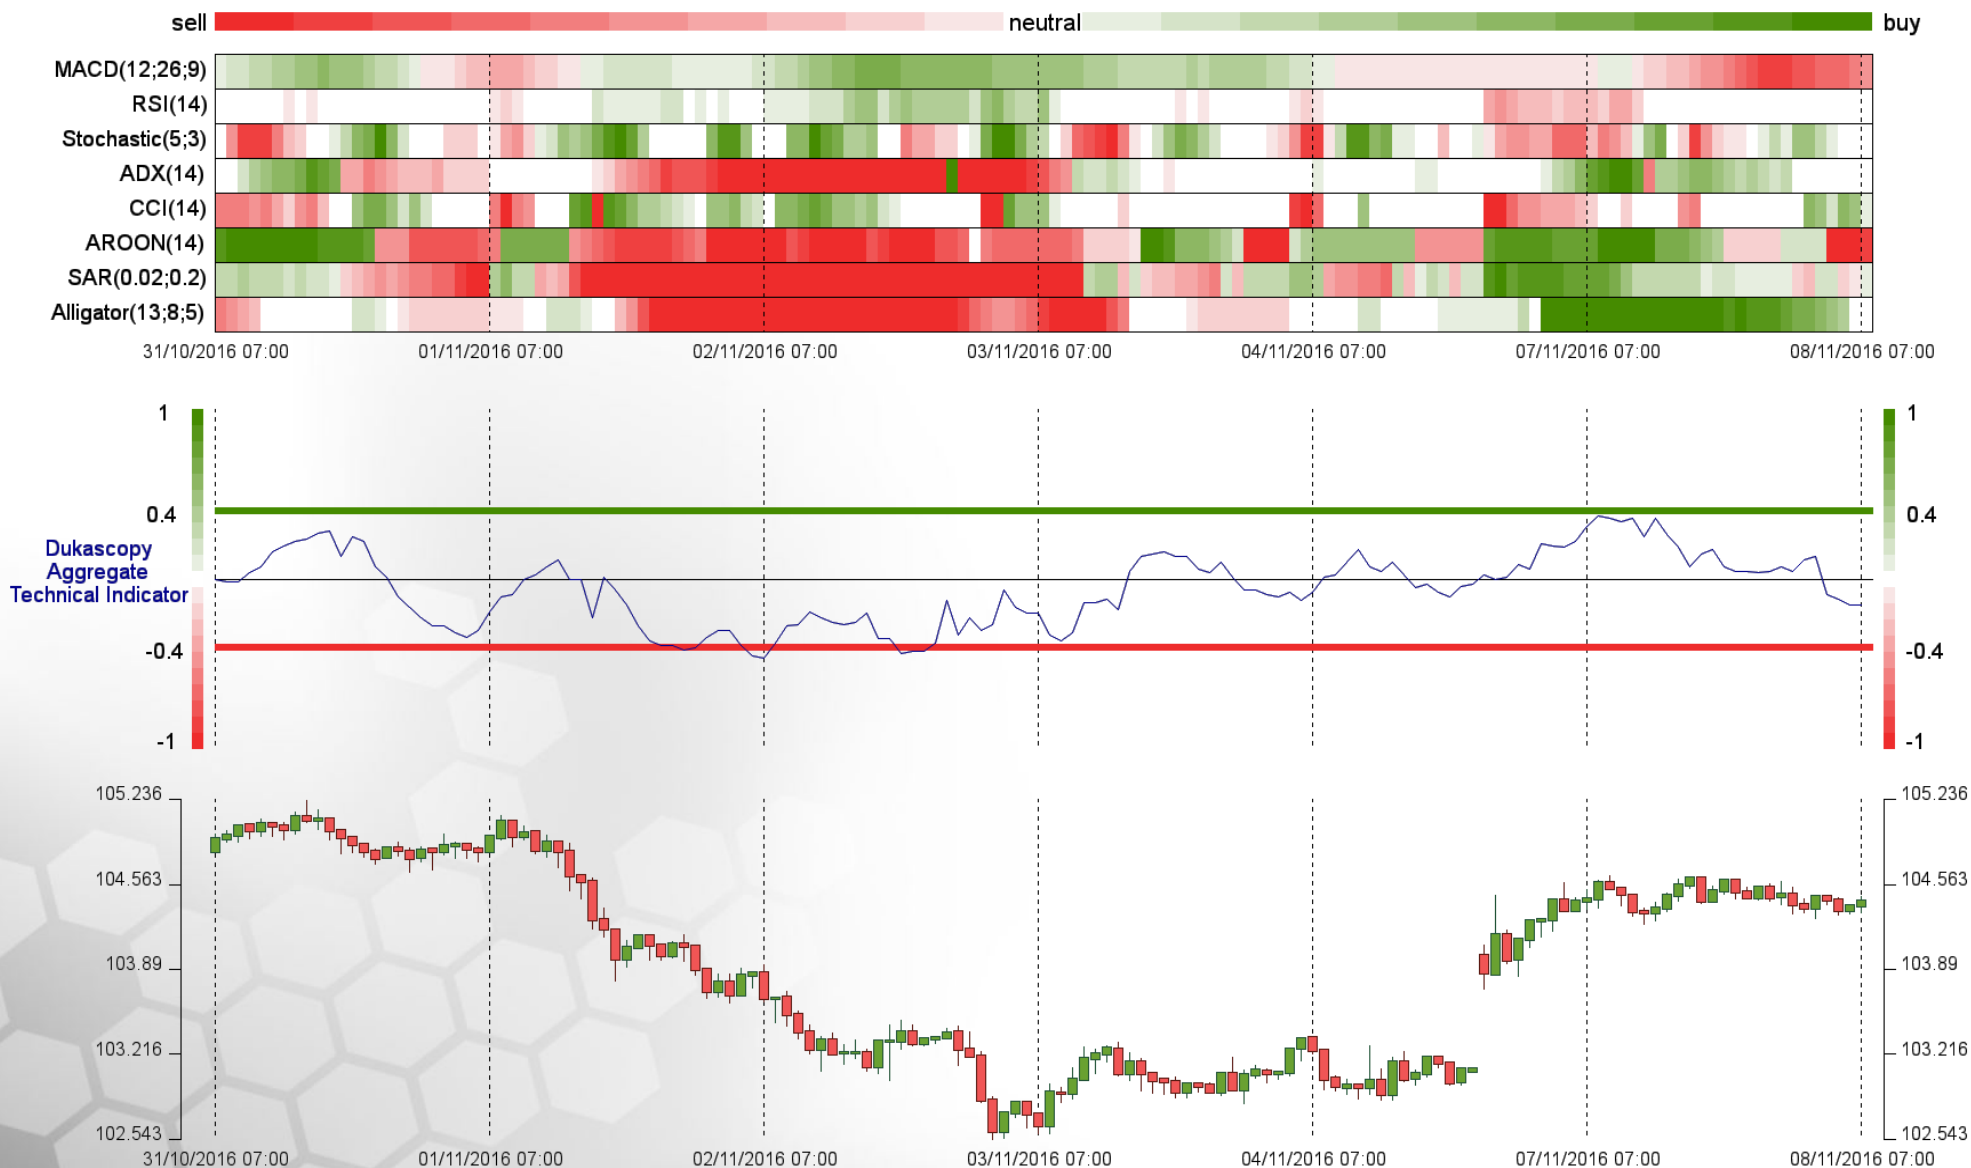 sell neutral buy
MACD(12;26;9)
RSI(14)
Stochastic(5;3)
ADX(14)
CCI(14)
AROON(14)
SAR(0.02;0.2)
Alligator(13;8;5)
31/10/2016 07:00 01/11/2016 07:00 02/11/2016 07:00 03/11/2016 07:00 04/11/2016 07:00 07/11/2016 07:00 08/11/2016 07:00
1 1
0.4 0.4
Dukascopy
Aggregate
Technical Indicator
-0.4 -0.4
-1 -1
105.236 105.236
104.563 104.563
103.89 103.89
103.216 103.216
102.543 102.543
31/10/2016 07:00 01/11/2016 07:00 02/11/2016 07:00 03/11/2016 07:00 04/11/2016 07:00 07/11/2016 07:00 08/11/2016 07:00